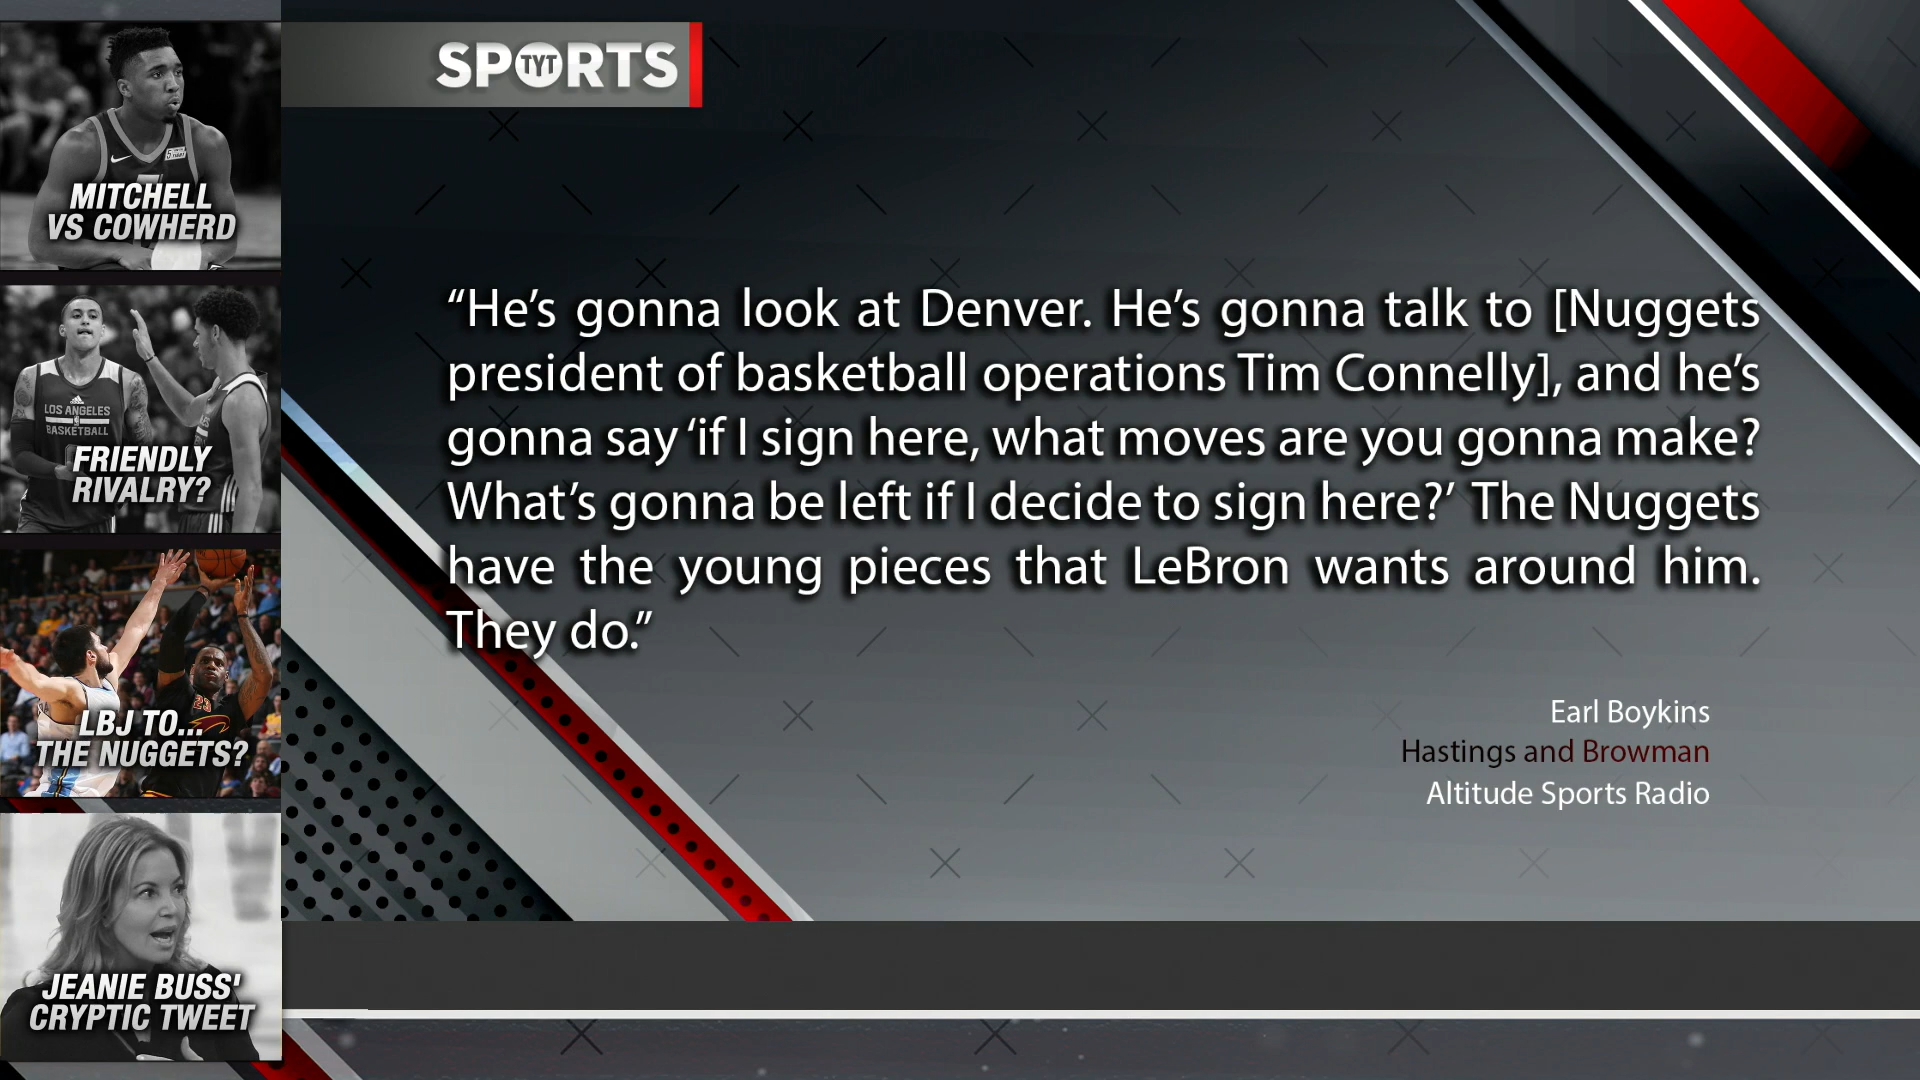 SPORTS
TYT
MITCHELL
VS COWHERD
5
LOS ANGELES
BASKETBALL
FRIENDLY
RIVALRY?
23
LBJ TO...
THE NUGGETS?
JEANIE BUSS'
CRYPTIC TWEET
“He’s gonna look at Denver. He’s gonna talk to [Nuggets
president of basketball operations Tim Connelly], and he’s
gonna say ‘if I sign here, what moves are you gonna make?
What’s gonna be left if I decide to sign here?’ The Nuggets
have the young pieces that LeBron wants around him.
They do.”
Earl Boykins
Hastings and Browman
Altitude Sports Radio